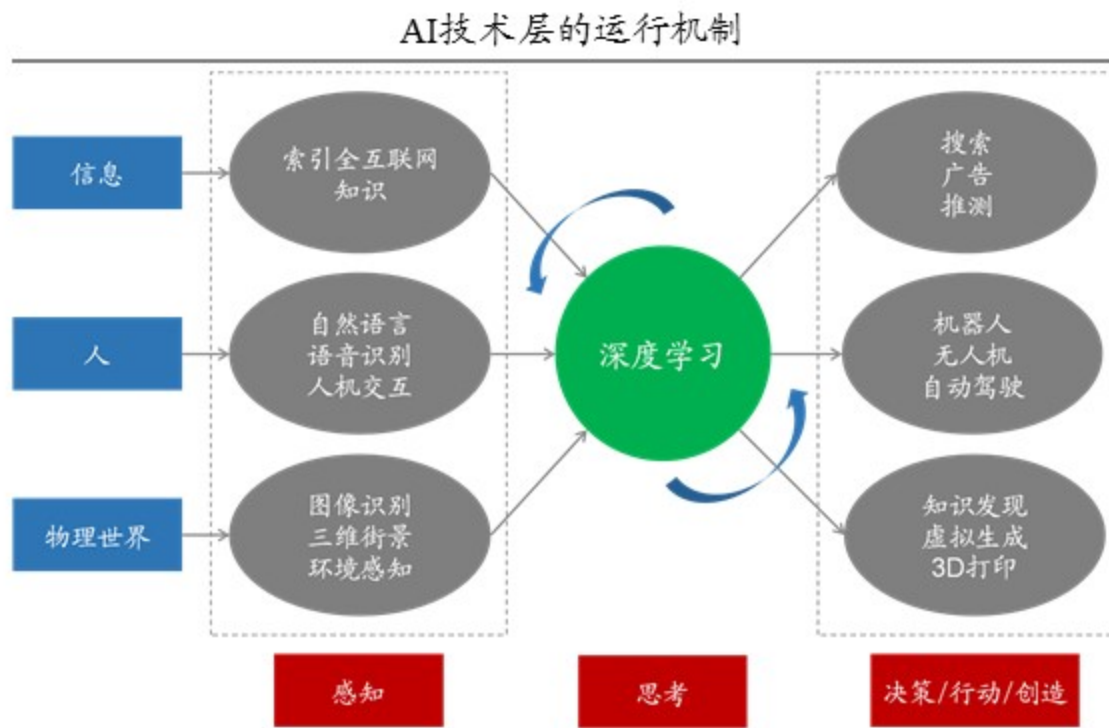 AI技术层的运行机制
信息
索引全互联网
知识
搜索
广告
推测
人
自然语言
语音识别
人机交互
深度学习
机器人
无人机
自动驾驶
物理世界
图像识别
三维街景
环境感知
知识发现
虚拟生成
3D打印
感知
思考
决策/行动/创造